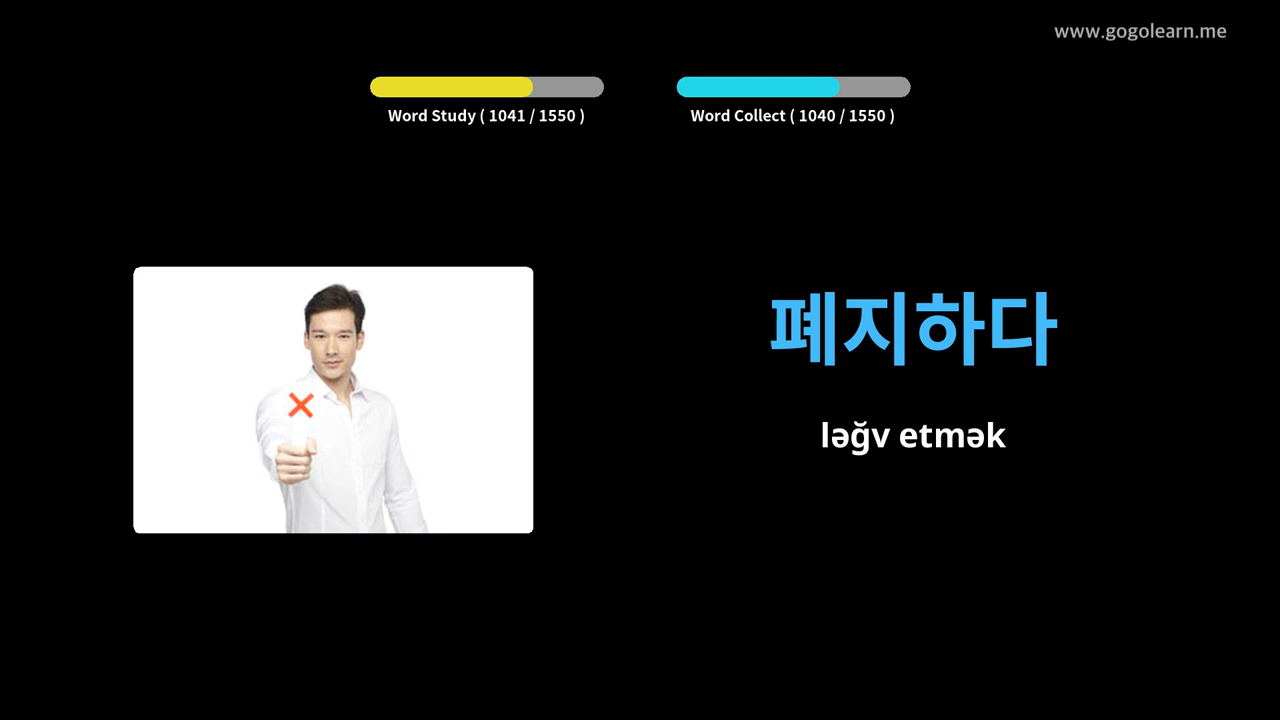 www.gogolearn.me
Word Study ( 1041 / 1550 )
Word Collect ( 1040 / 1550 )
폐지하다
ləğv etmək